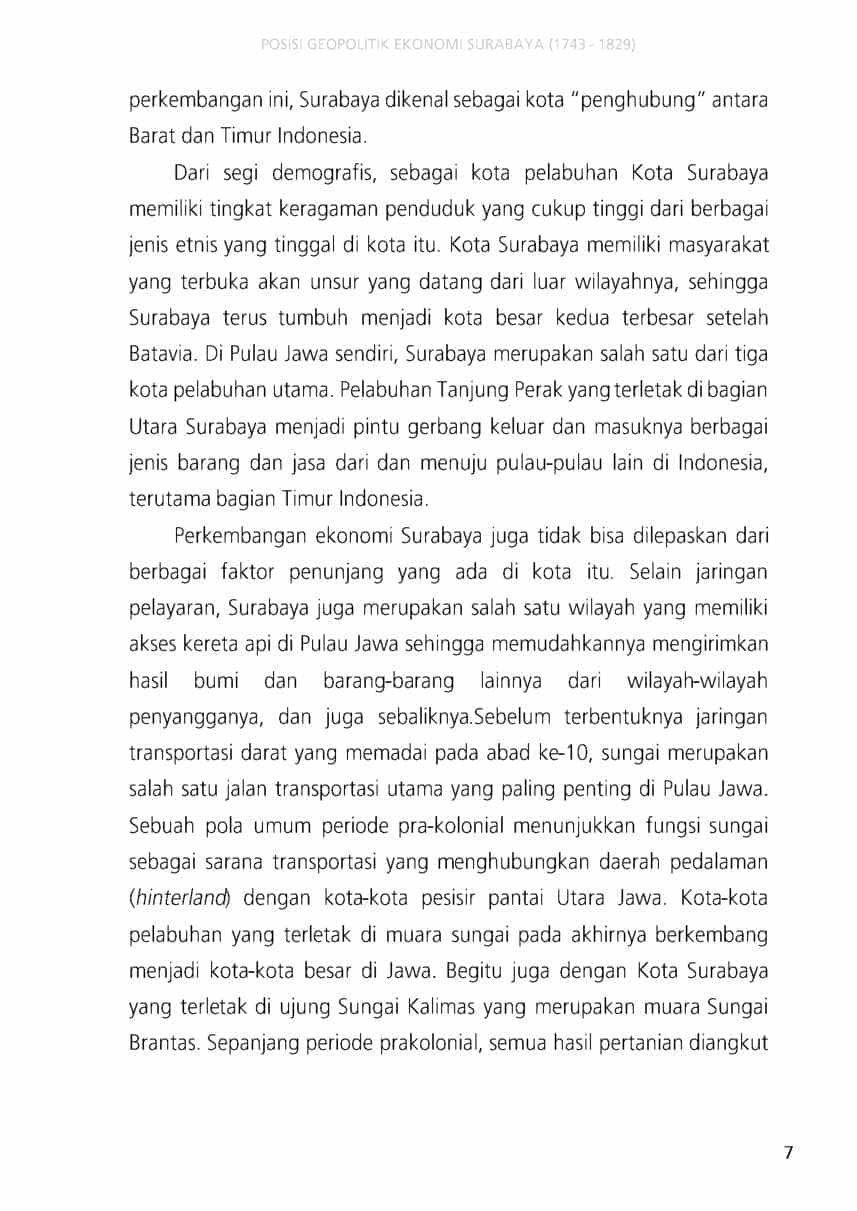 POSISI GEOPOLITIK EKONOMI SURABAYA (1743 - 1829)
perkembangan ini, Surabaya dikenal sebagai kota “penghubung” antara
Barat dan Timur Indonesia.
Dari segi demografis, sebagai kota pelabuhan Kota Surabaya
memiliki tingkat keragaman penduduk yang cukup tinggi dari berbagai
jenis etnis yang tinggal di kota itu. Kota Surabaya memiliki masyarakat
yang terbuka akan unsur yang datang dari luar wilayahnya, sehingga
Surabaya terus tumbuh menjadi kota besar kedua terbesar setelah
Batavia. Di Pulau Jawa sendiri, Surabaya merupakan salah satu dari tiga
kota pelabuhan utama. Pelabuhan Tanjung Perak yang terletak di bagian
Utara Surabaya menjadi pintu gerbang keluar dan masuknya berbagai
jenis barang dan jasa dari dan menuju pulau-pulau lain di Indonesia,
terutama bagian Timur Indonesia.
Perkembangan ekonomi Surabaya juga tidak bisa dilepaskan dari
berbagai faktor penunjang yang ada di kota itu. Selain jaringan
pelayaran, Surabaya juga merupakan salah satu wilayah yang memiliki
akses kereta api di Pulau Jawa sehingga memudahkannya mengirimkan
hasil bumi dan barang-barang lainnya dari wilayah-wilayah
penyangganya, dan juga sebaliknya.Sebelum terbentuknya jaringan
transportasi darat yang memadai pada abad ke-10, sungai merupakan
salah satu jalan transportasi utama yang paling penting di Pulau Jawa.
Sebuah pola umum periode pra-kolonial menunjukkan fungsi sungai
sebagai sarana transportasi yang menghubungkan daerah pedalaman
(hinterland) dengan kota-kota pesisir pantai Utara Jawa. Kota-kota
pelabuhan yang terletak di muara sungai pada akhirnya berkembang
menjadi kota-kota besar di Jawa. Begitu juga dengan Kota Surabaya
yang terletak di ujung Sungai Kalimas yang merupakan muara Sungai
Brantas. Sepanjang periode prakolonial, semua hasil pertanian diangkut
7